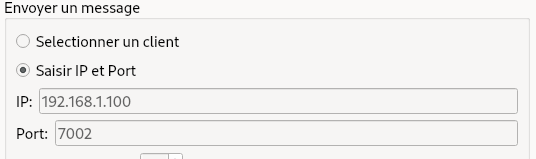 Envoyer un message
Selectionner un client
Saisir IP et Port
IP: 192.168.1.100
Port: 7002